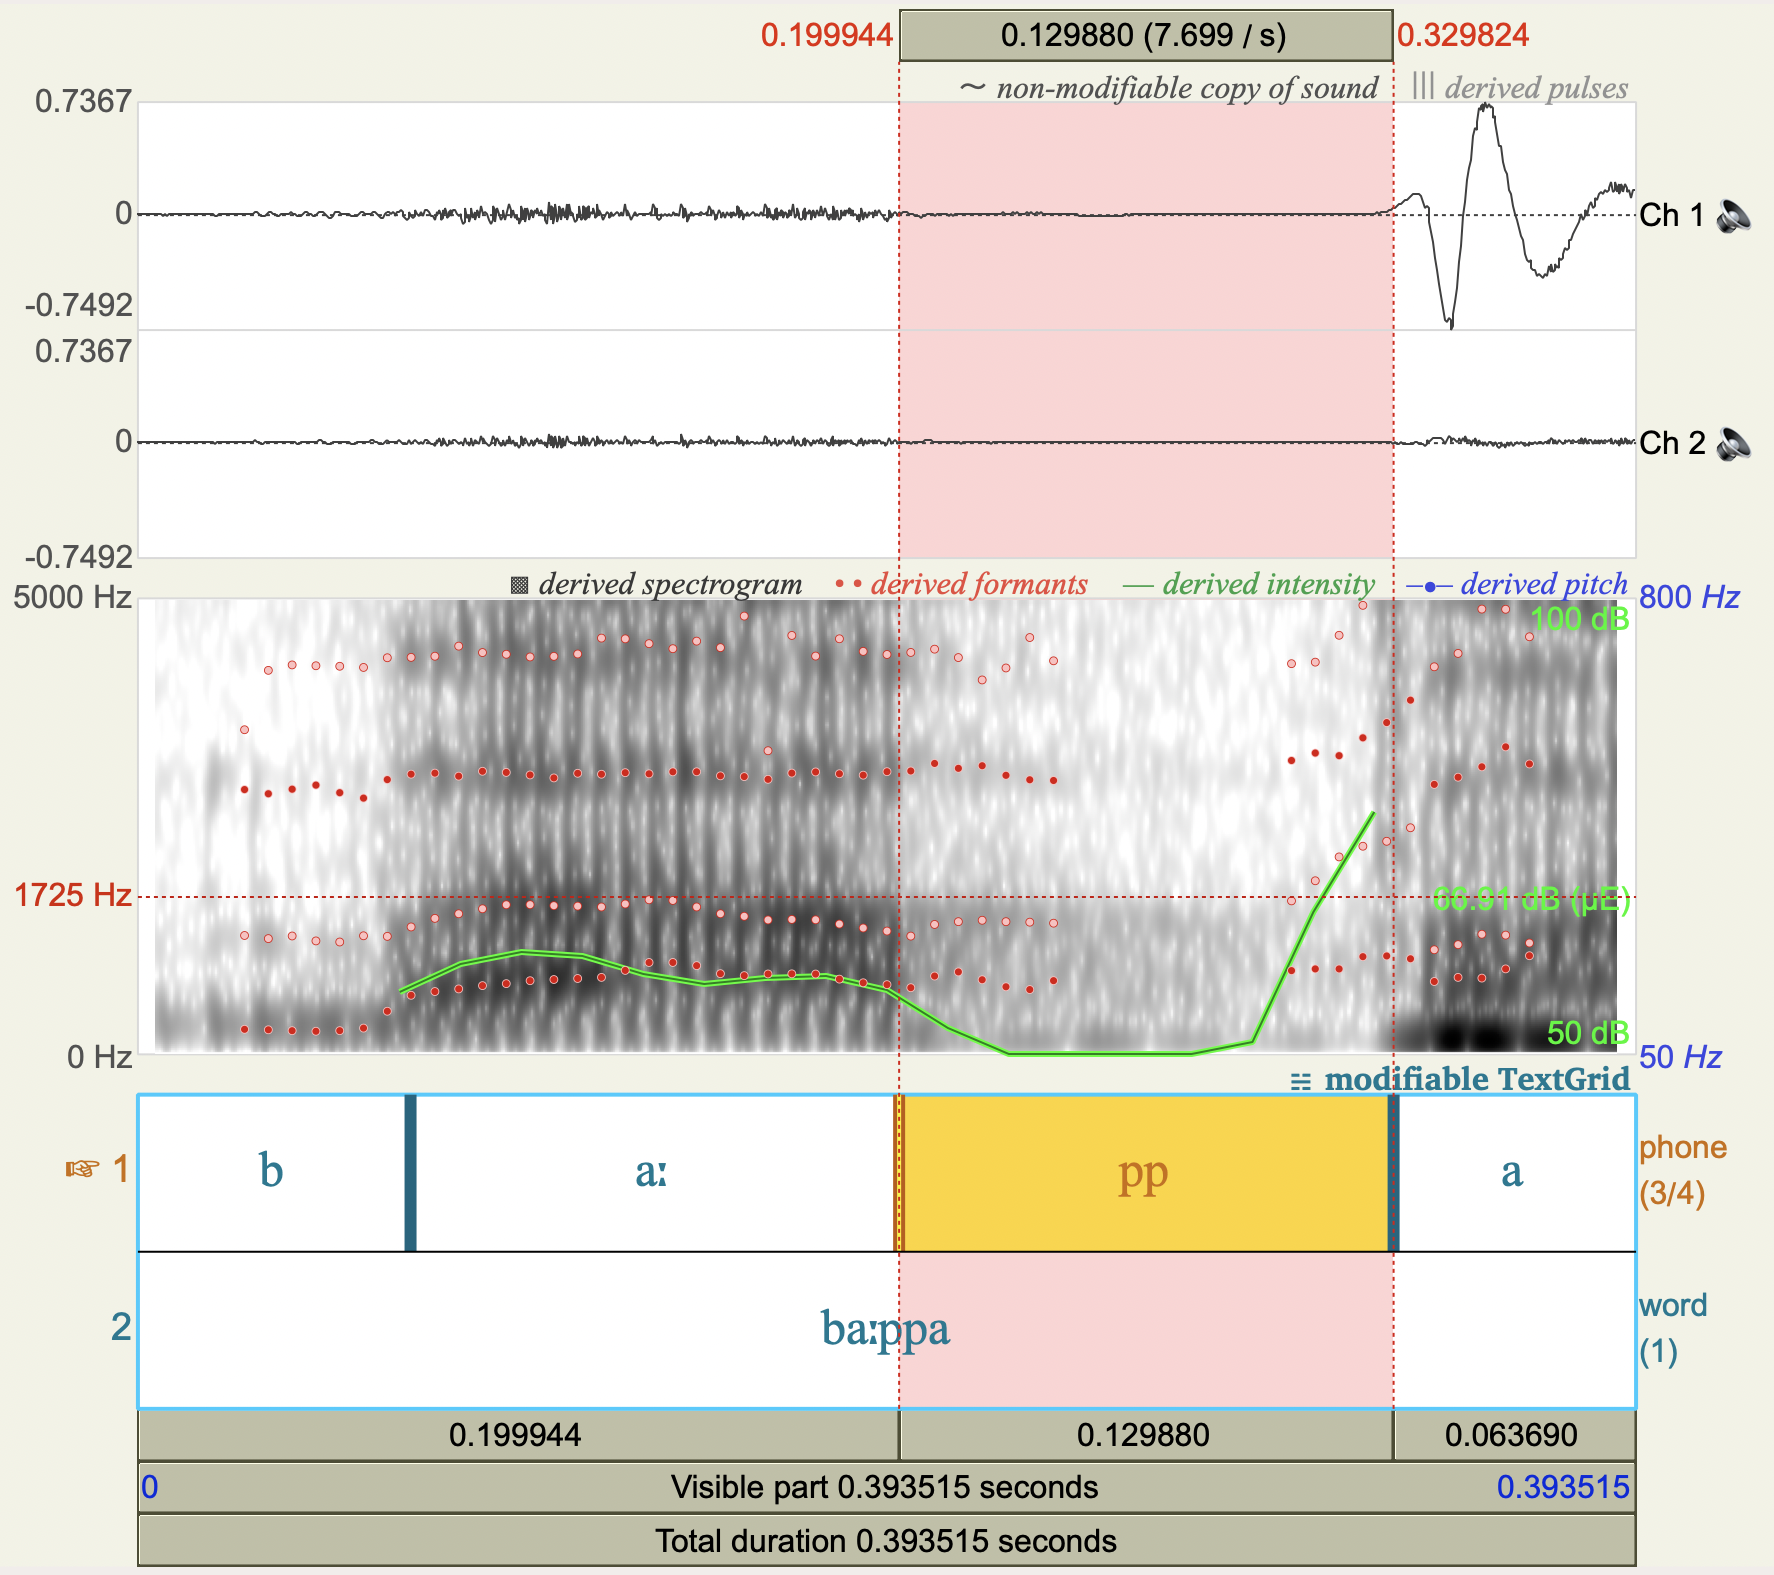 0.199944 0.129880 (7.699 / s) 0.329824
~ non-modifiable copy of sound ||| derived pulses
0.7367
0 Ch 1
-0.7492
0.7367
0 Ch 2
-0.7492
derived spectrogram derived formants derived intensity derived pitch
5000 Hz 800 Hz
100 dB
1725 Hz 66.91 dB (µE)
50 dB
0 Hz 50 Hz
modifiable TextGrid
☞ 1 b aː pp a phone
(3/4)
2 baːppa word
(1)
0.199944 0.129880 0.063690
0 Visible part 0.393515 seconds 0.393515
Total duration 0.393515 seconds